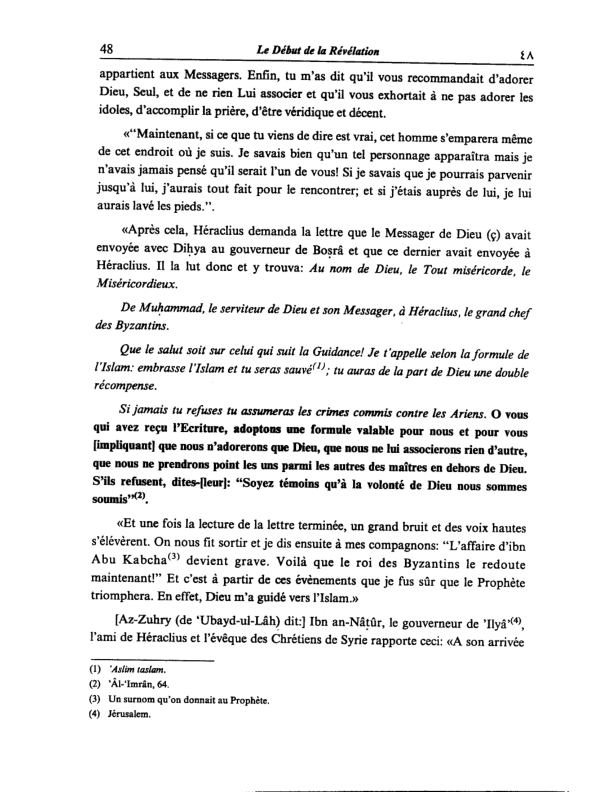 48 Le Début de la Révélation ٤٨
appartient aux Messagers. Enfin, tu m'as dit qu'il vous recommandait d'adorer
Dieu, Seul, et de ne rien Lui associer et qu'il vous exhortait à ne pas adorer les
idoles, d'accomplir la prière, d'être véridique et décent.
«"Maintenant, si ce que tu viens de dire est vrai, cet homme s'emparera même
de cet endroit où je suis. Je savais bien qu'un tel personnage apparaîtra mais je
n'avais jamais pensé qu'il serait l'un de vous! Si je savais que je pourrais parvenir
jusqu'à lui, j'aurais tout fait pour le rencontrer; et si j'étais auprès de lui, je lui
aurais lavé les pieds.".
«Après cela, Héraclius demanda la lettre que le Messager de Dieu (ç) avait
envoyée avec Diḥya au gouverneur de Boṣrâ et que ce dernier avait envoyée à
Héraclius. Il la lut donc et y trouva: Au nom de Dieu, le Tout miséricorde, le
Miséricordieux.
De Muḥammad, le serviteur de Dieu et son Messager, à Héraclius, le grand chef
des Byzantins.
Que le salut soit sur celui qui suit la Guidance! Je t'appelle selon la formule de
l'Islam: embrasse l'Islam et tu seras sauvé(1); tu auras de la part de Dieu une double
récompense.
Si jamais tu refuses tu assumeras les crimes commis contre les Ariens. O vous
qui avez reçu l'Ecriture, adoptons une formule valable pour nous et pour vous
[impliquant] que nous n'adorerons que Dieu, que nous ne lui associerons rien d'autre,
que nous ne prendrons point les uns parmi les autres des maîtres en dehors de Dieu.
S'ils refusent, dites-[leur]: "Soyez témoins qu'à la volonté de Dieu nous sommes
soumis"(2).
«Et une fois la lecture de la lettre terminée, un grand bruit et des voix hautes
s'élévèrent. On nous fit sortir et je dis ensuite à mes compagnons: "L'affaire d'ibn
Abu Kabcha(3) devient grave. Voilà que le roi des Byzantins le redoute
maintenant!" Et c'est à partir de ces évènements que je fus sûr que le Prophète
triomphera. En effet, Dieu m'a guidé vers l'Islam.»
[Az-Zuhry (de 'Ubayd-ul-Lâh) dit:] Ibn an-Nâṭûr, le gouverneur de 'Ilyâ'(4),
l'ami de Héraclius et l'évêque des Chrétiens de Syrie rapporte ceci: «A son arrivée
(1) 'Aslim taslam.
(2) 'Âl-'Imrân, 64.
(3) Un surnom qu'on donnait au Prophète.
(4) Jérusalem.